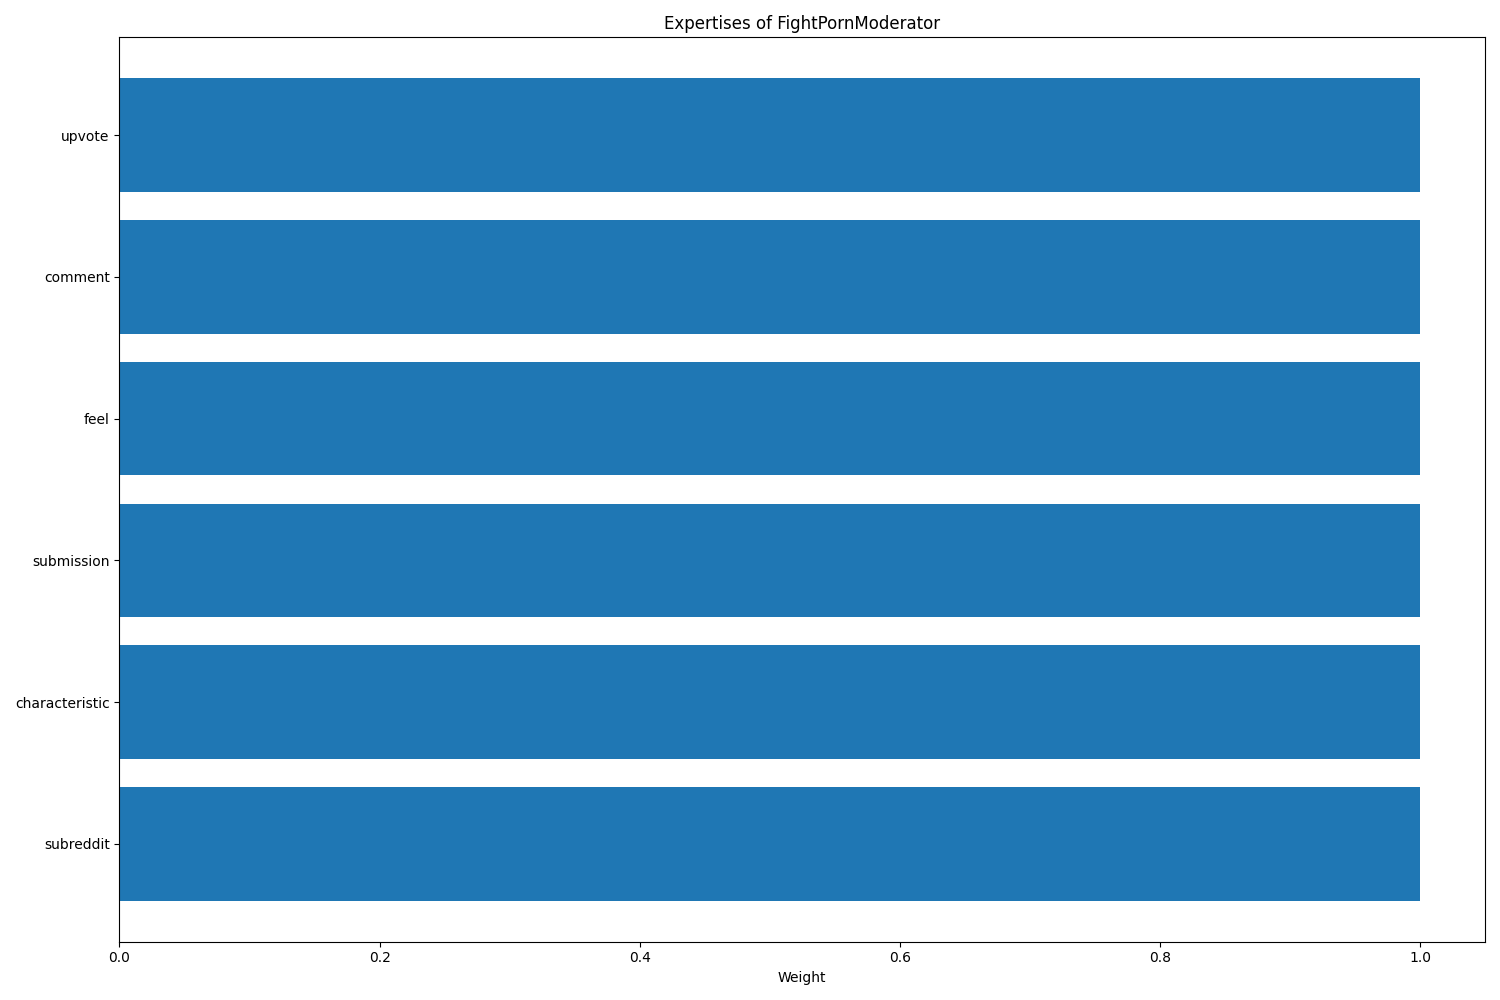 Expertises of FightPornModerator
upvote
comment
feel
submission
characteristic
subreddit
0.0 0.2 0.4 0.6 0.8 1.0
Weight